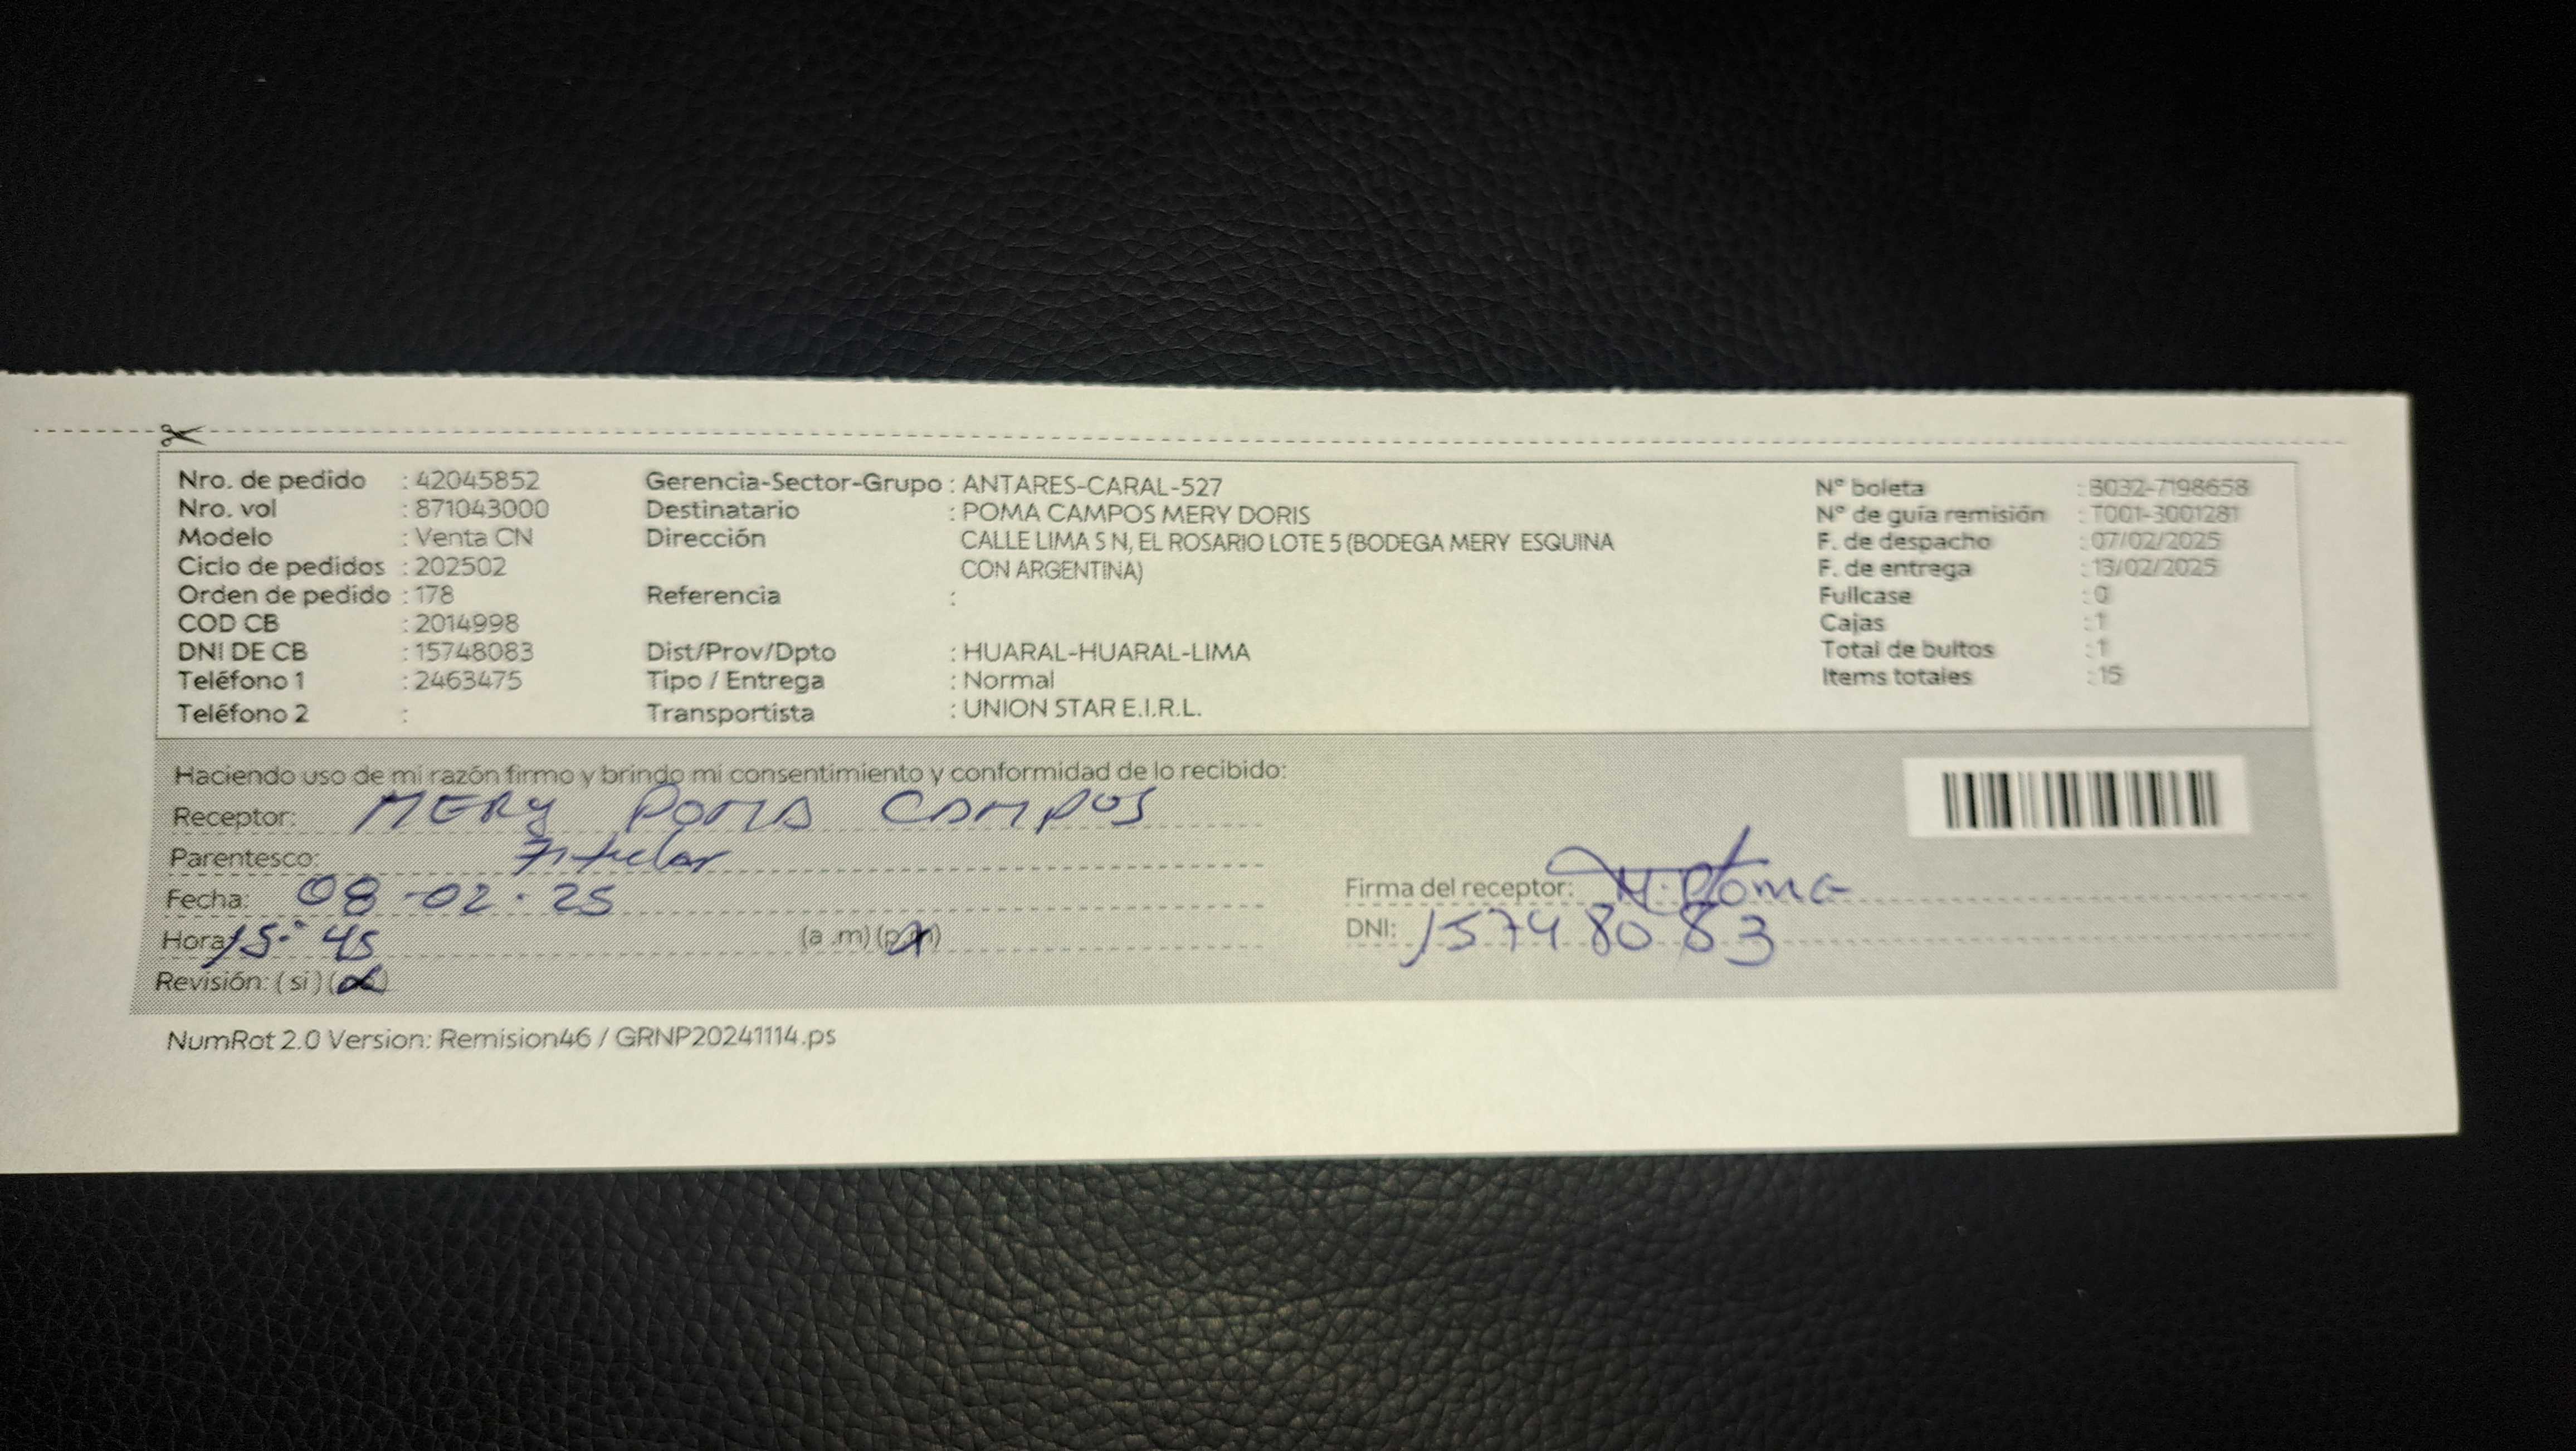 Nro. de pedido : 42045852
Nro. vol : 871043000
Modelo : Venta CN
Ciclo de pedidos : 202502
Orden de pedido : 178
COD CB : 2014998
DNI DE CB : 15748083
Teléfono 1 : 2463475
Teléfono 2 :
Gerencia-Sector-Grupo : ANTARES-CARAL-527
Destinatario : POMA CAMPOS MERY DORIS
Dirección CALLE LIMA S N, EL ROSARIO LOTE 5 (BODEGA MERY ESQUINA
CON ARGENTINA)
Referencia :
Dist/Prov/Dpto : HUARAL-HUARAL-LIMA
Tipo / Entrega : Normal
Transportista : UNION STAR E.I.R.L.
N° boleta : B032-7198658
N° de guía remisión : T001-3001281
F. de despacho : 07/02/2025
F. de entrega : 13/02/2025
Fullcase : 0
Cajas : 1
Total de bultos : 1
Items totales : 15
Haciendo uso de mi razón firmo y brindo mi consentimiento y conformidad de lo recibido:
Receptor: MERY POMA CAMPOS
Parentesco: Titular
Fecha: 08-02-25
Hora: 15:45 (a .m) (p.m)
Revisión: ( si ) (no)
Firma del receptor: M. Poma
DNI: 15748083
NumRot 2.0 Version: Remision46 / GRNP20241114.ps